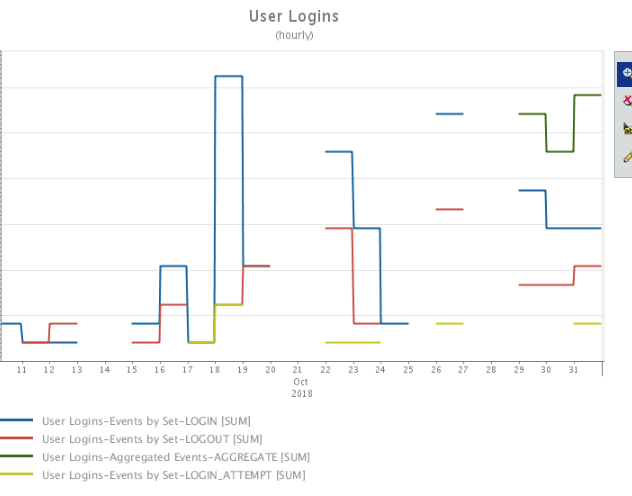 User Logins
(hourly)
11 12 13 14 15 16 17 18 19 20 21 22 23 24 25 26 27 28 29 30 31
Oct
2018
User Logins-Events by Set-LOGIN [SUM]
User Logins-Events by Set-LOGOUT [SUM]
User Logins-Aggregated Events-AGGREGATE [SUM]
User Logins-Events by Set-LOGIN_ATTEMPT [SUM]